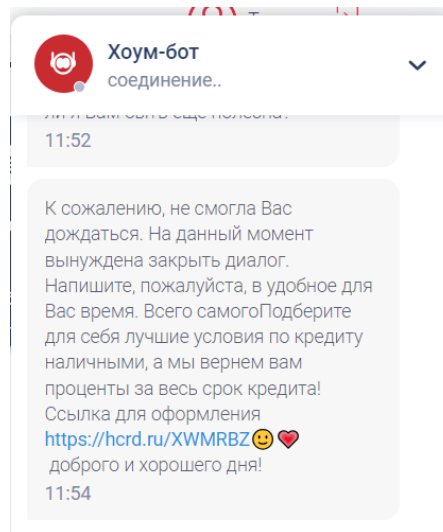 Хоум-бот
соединение..
11:52
К сожалению, не смогла Вас
дождаться. На данный момент
вынуждена закрыть диалог.
Напишите, пожалуйста, в удобное для
Вас время. Всего самогоПодберите
для себя лучшие условия по кредиту
наличными, а мы вернем вам
проценты за весь срок кредита!
Ссылка для оформления
https://hcrd.ru/XWMRBZ🙂💗
доброго и хорошего дня!
11:54